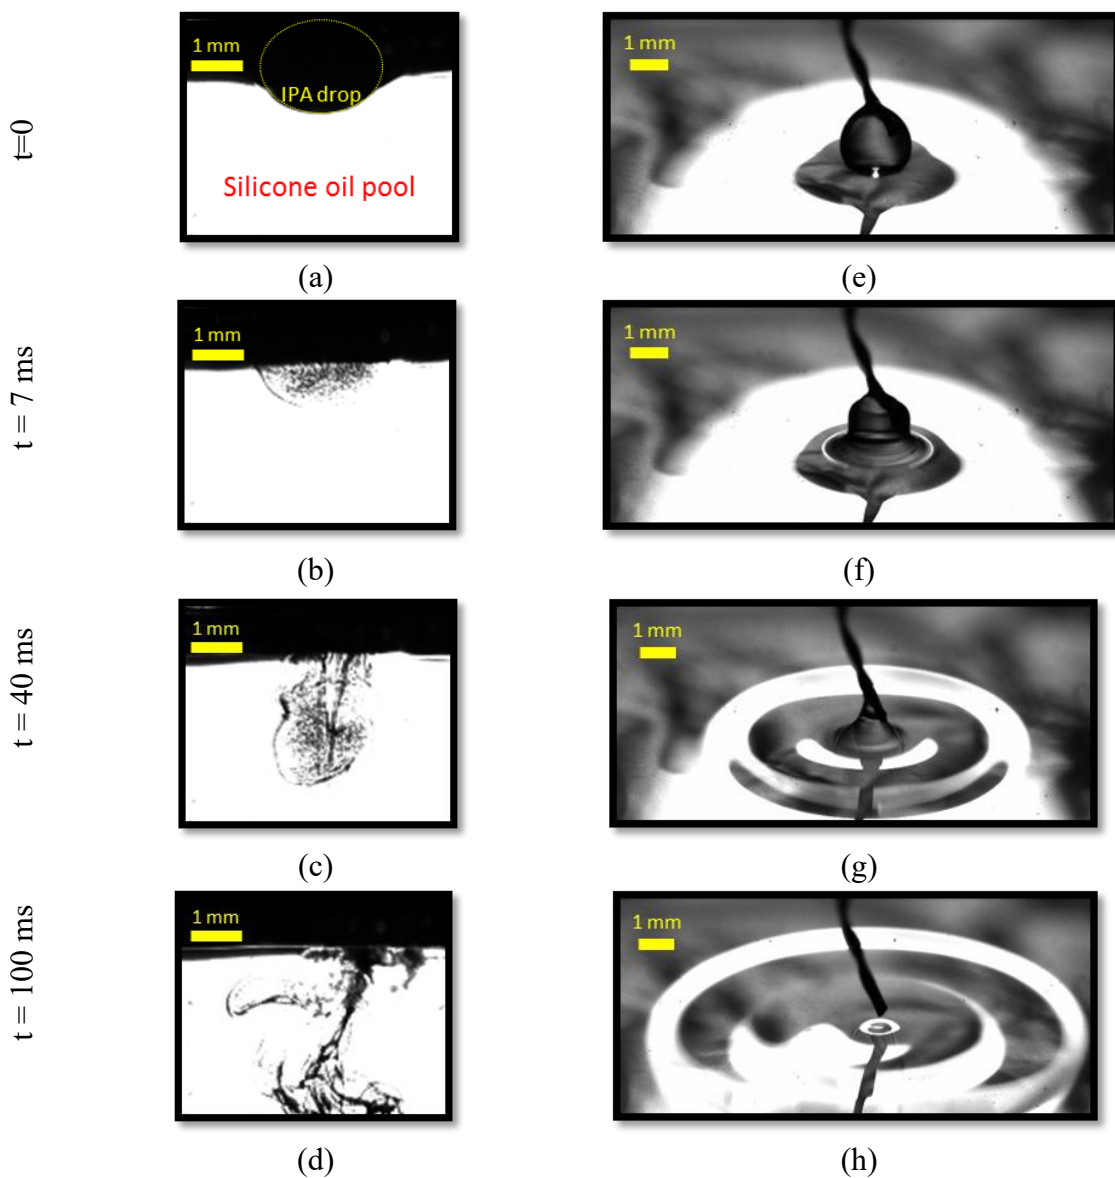 t=0
1 mm
IPA drop
Silicone oil pool
(a)
1 mm
(e)
t = 7 ms
1 mm
(b)
1 mm
(f)
t = 40 ms
1 mm
(c)
1 mm
(g)
t = 100 ms
1 mm
(d)
1 mm
(h)